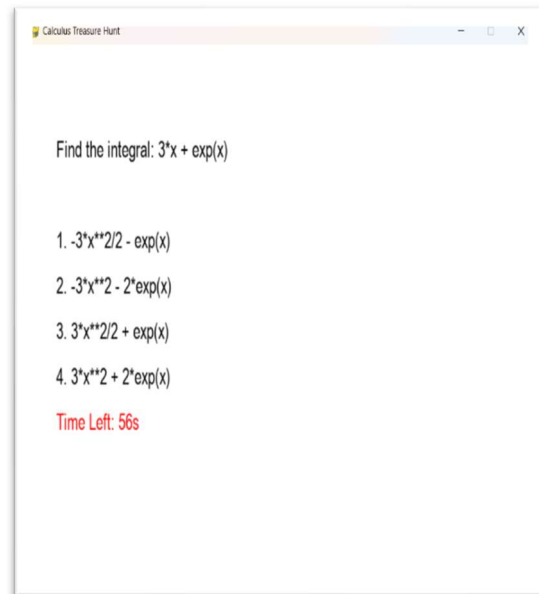 Calculus Treasure Hunt
Find the integral: 3*x + exp(x)
1. -3*x**2/2 - exp(x)
2. -3*x**2 - 2*exp(x)
3. 3*x**2/2 + exp(x)
4. 3*x**2 + 2*exp(x)
Time Left: 56s